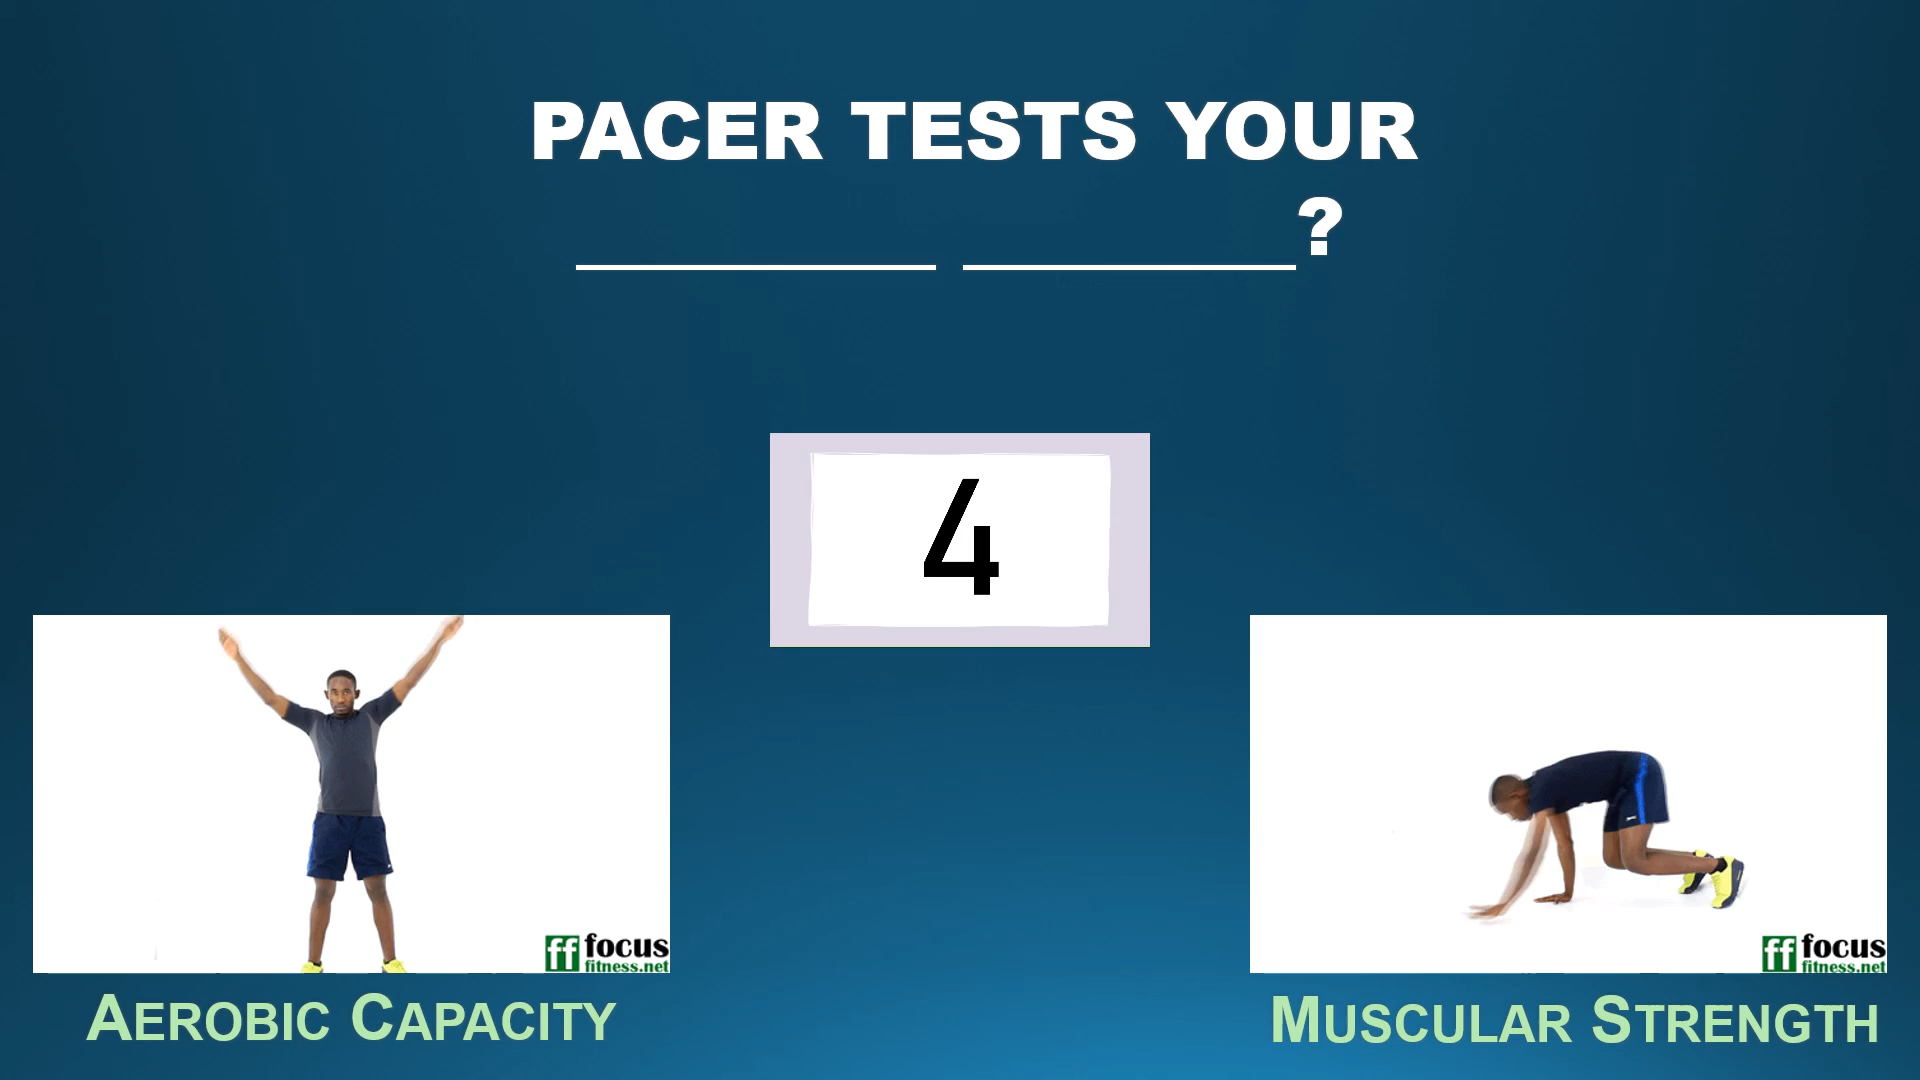 PACER TESTS YOUR
_________ _________?
4
ff focus
fitness.net
ff focus
fitness.net
AEROBIC CAPACITY
MUSCULAR STRENGTH